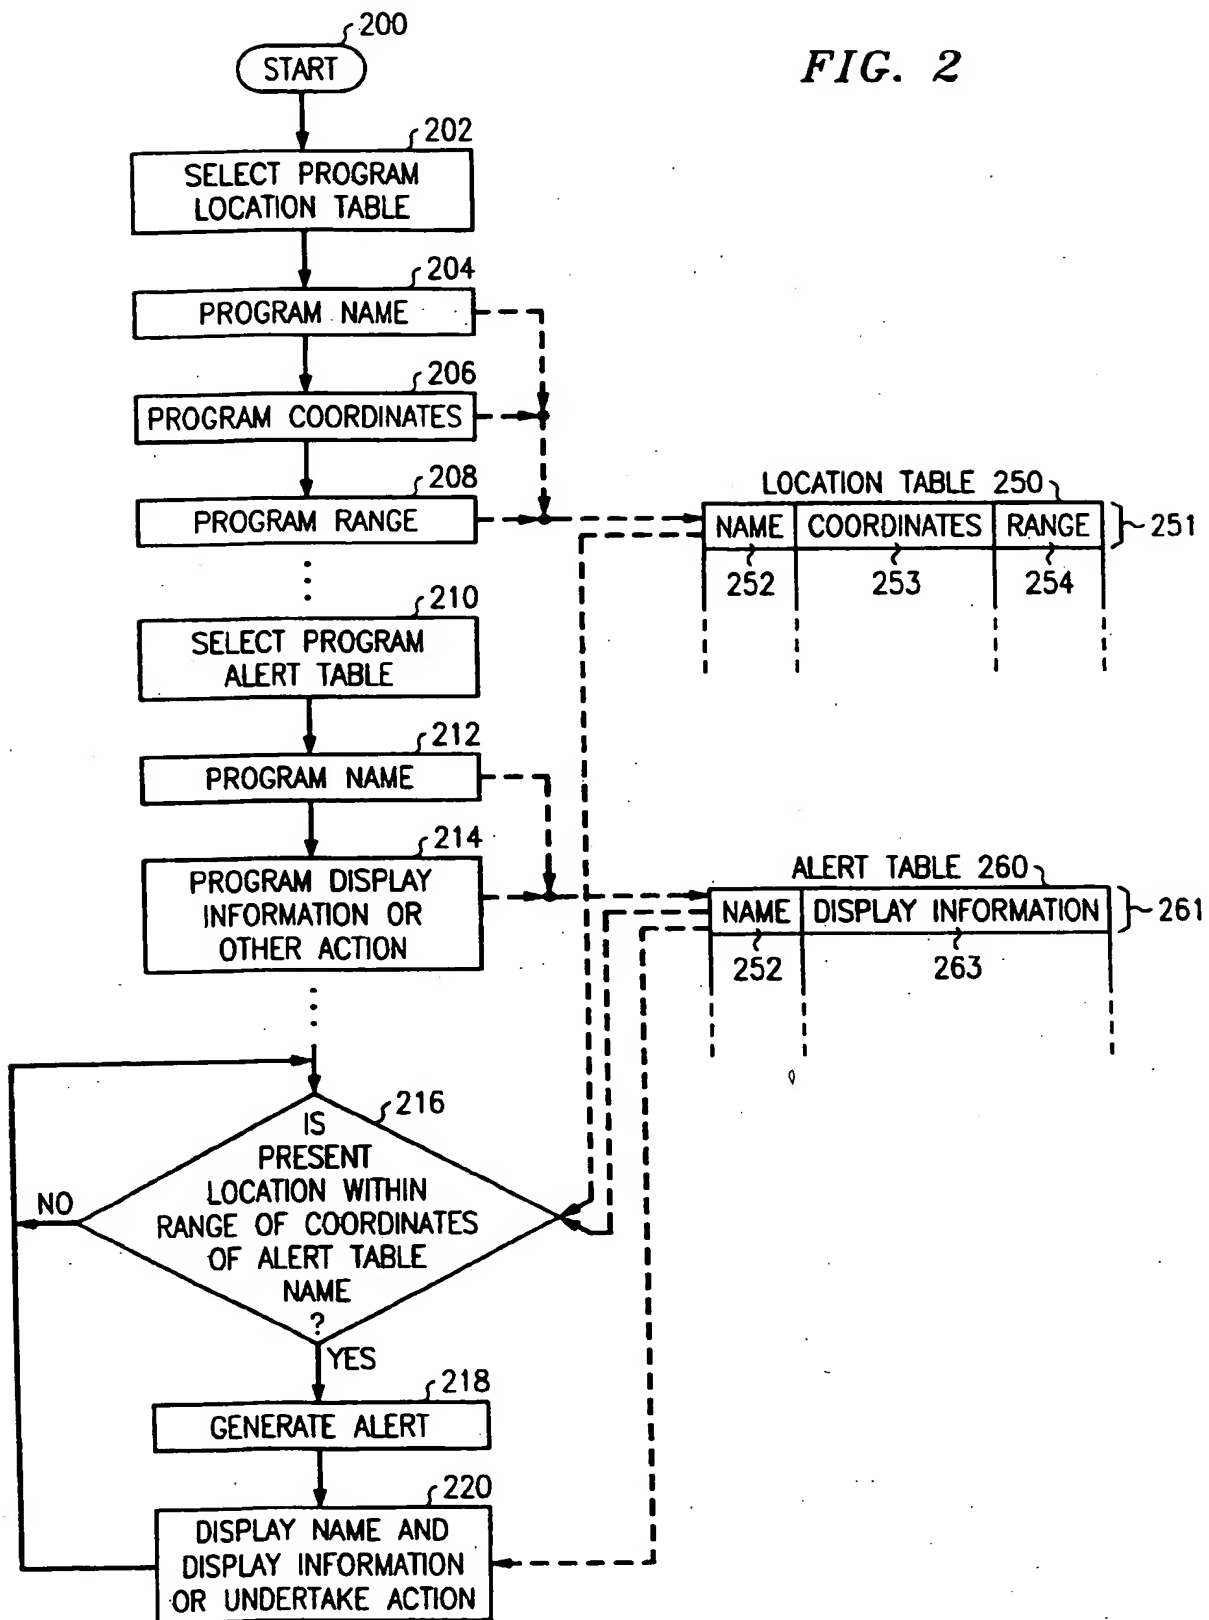 FIG. 2
200
START
202
SELECT PROGRAM
LOCATION TABLE
204
PROGRAM NAME
206
PROGRAM COORDINATES
208
PROGRAM RANGE
LOCATION TABLE 250
NAME COORDINATES RANGE
251
252 253 254
210
SELECT PROGRAM
ALERT TABLE
212
PROGRAM NAME
214
PROGRAM DISPLAY
INFORMATION OR
OTHER ACTION
ALERT TABLE 260
NAME DISPLAY INFORMATION
261
252 263
216
IS
PRESENT
LOCATION WITHIN
RANGE OF COORDINATES
OF ALERT TABLE
NAME
?
NO
YES
218
GENERATE ALERT
220
DISPLAY NAME AND
DISPLAY INFORMATION
OR UNDERTAKE ACTION